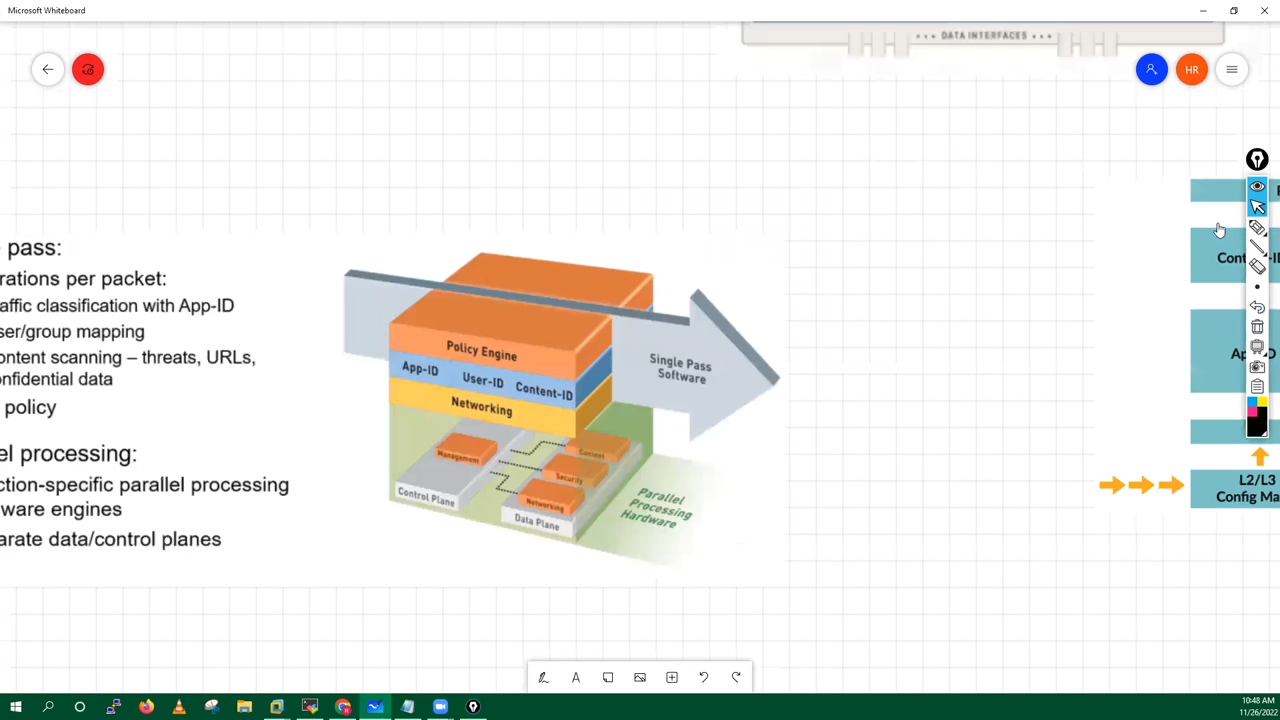 Microsoft Whiteboard
DATA INTERFACES
HR
pass:
rations per packet:
affic classification with App-ID
ser/group mapping
ontent scanning – threats, URLs,
nfidential data
policy
el processing:
ction-specific parallel processing
ware engines
arate data/control planes
Policy Engine
App-ID User-ID Content-ID
Networking
Single Pass
Software
Management
Content
Security
Networking
Control Plane
Data Plane
Parallel
Processing
Hardware
L2/L3
Config Ma
10:48 AM
11/26/2022